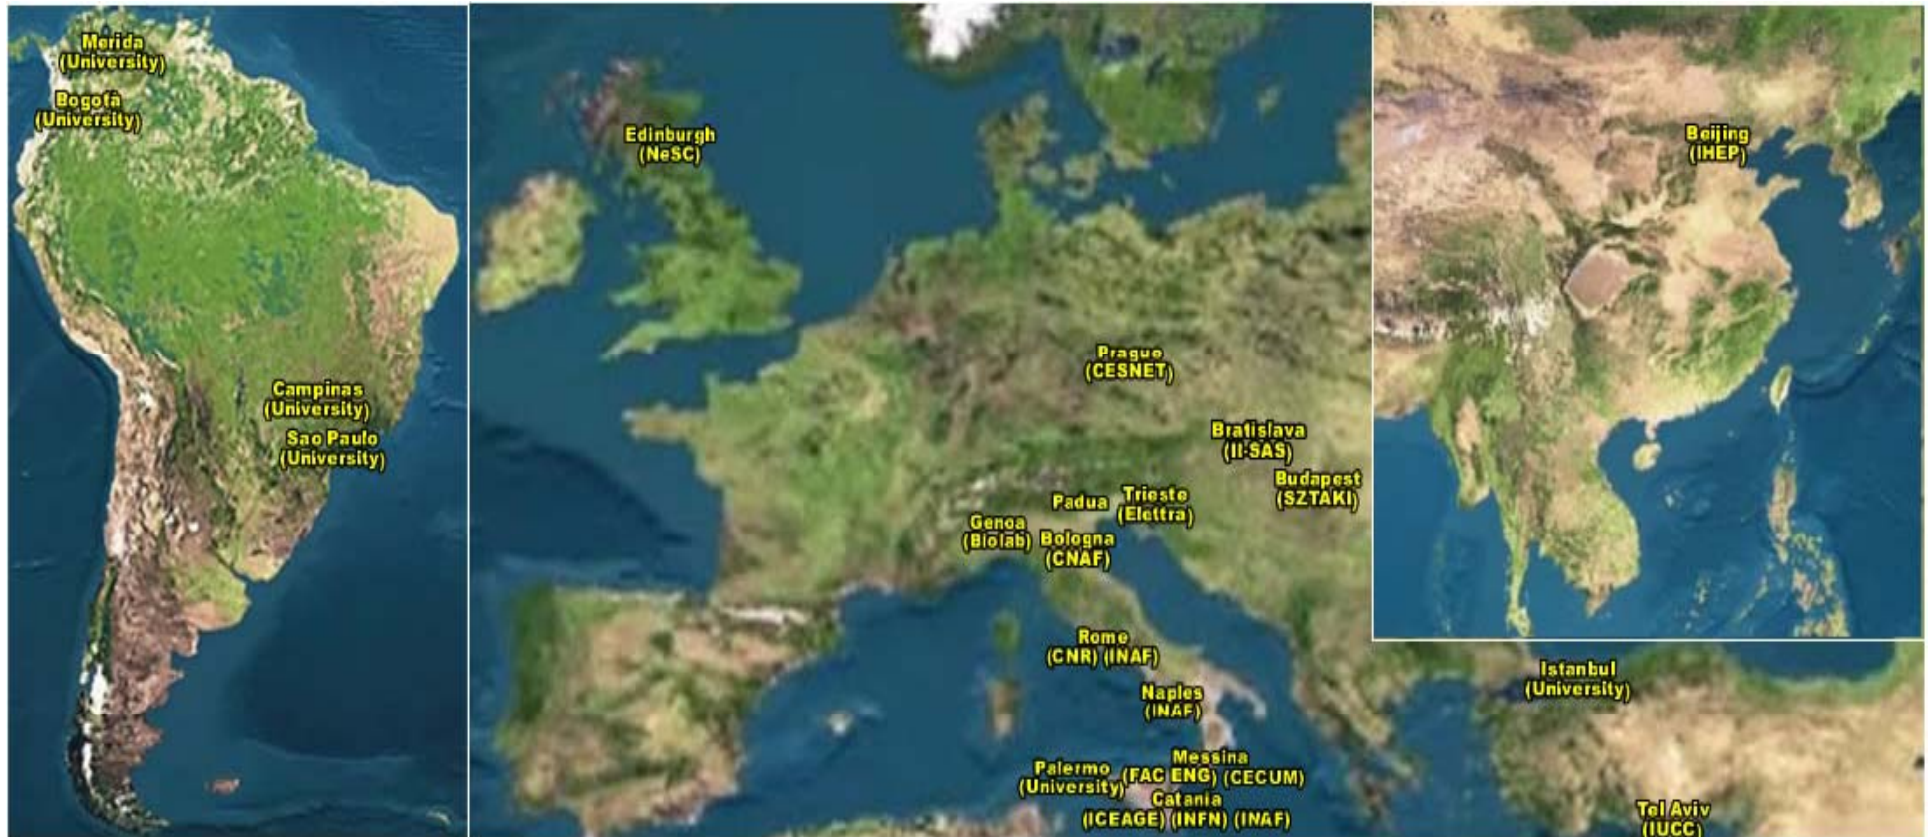 Merida
(University)
Bogotà
(University)
Campinas
(University)
Sao Paulo
(University)
Edinburgh
(NeSC)
Prague
(CESNET)
Bratislava
(II-SAS)
Budapest
(SZTAKI)
Padua
Trieste
(Elettra)
Genoa
(Biolab)
Bologna
(CNAF)
Rome
(CNR) (INAF)
Naples
(INAF)
Messina
(FAC ENG) (CECUM)
Palermo
(University)
Catania
(ICEAGE) (INFN) (INAF)
Beijing
(IHEP)
Istanbul
(University)
Tel Aviv
(IUCC)